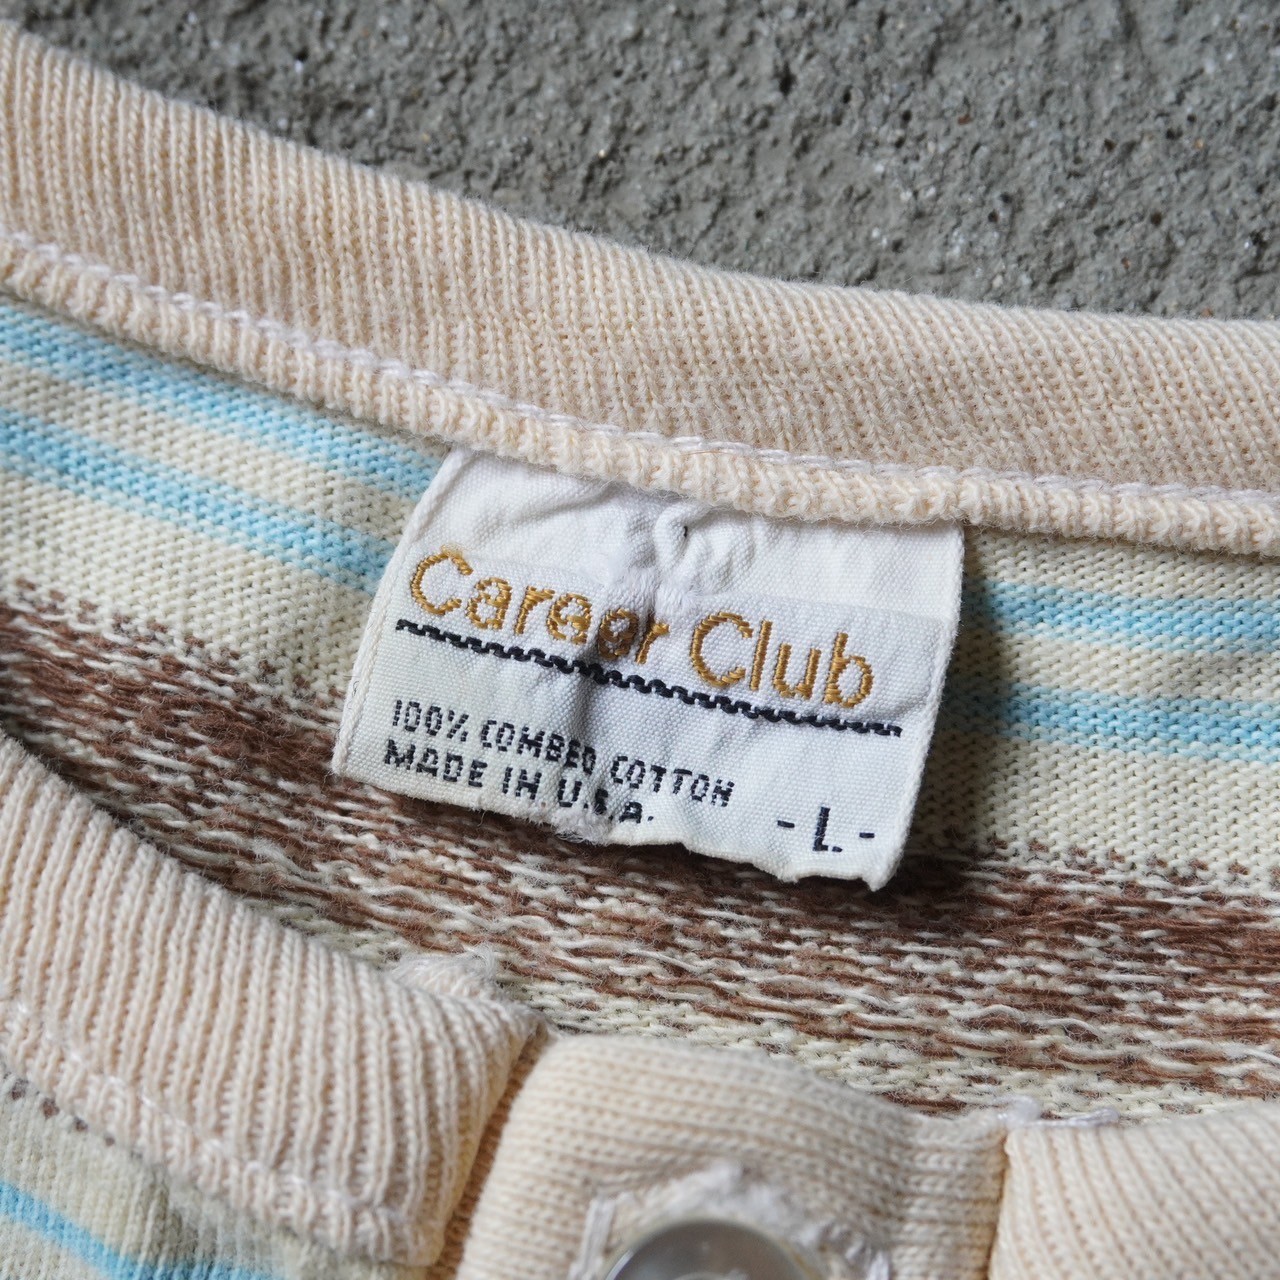 Career Club
100% COMBED COTTON
MADE IN U.S.A.
- L. -